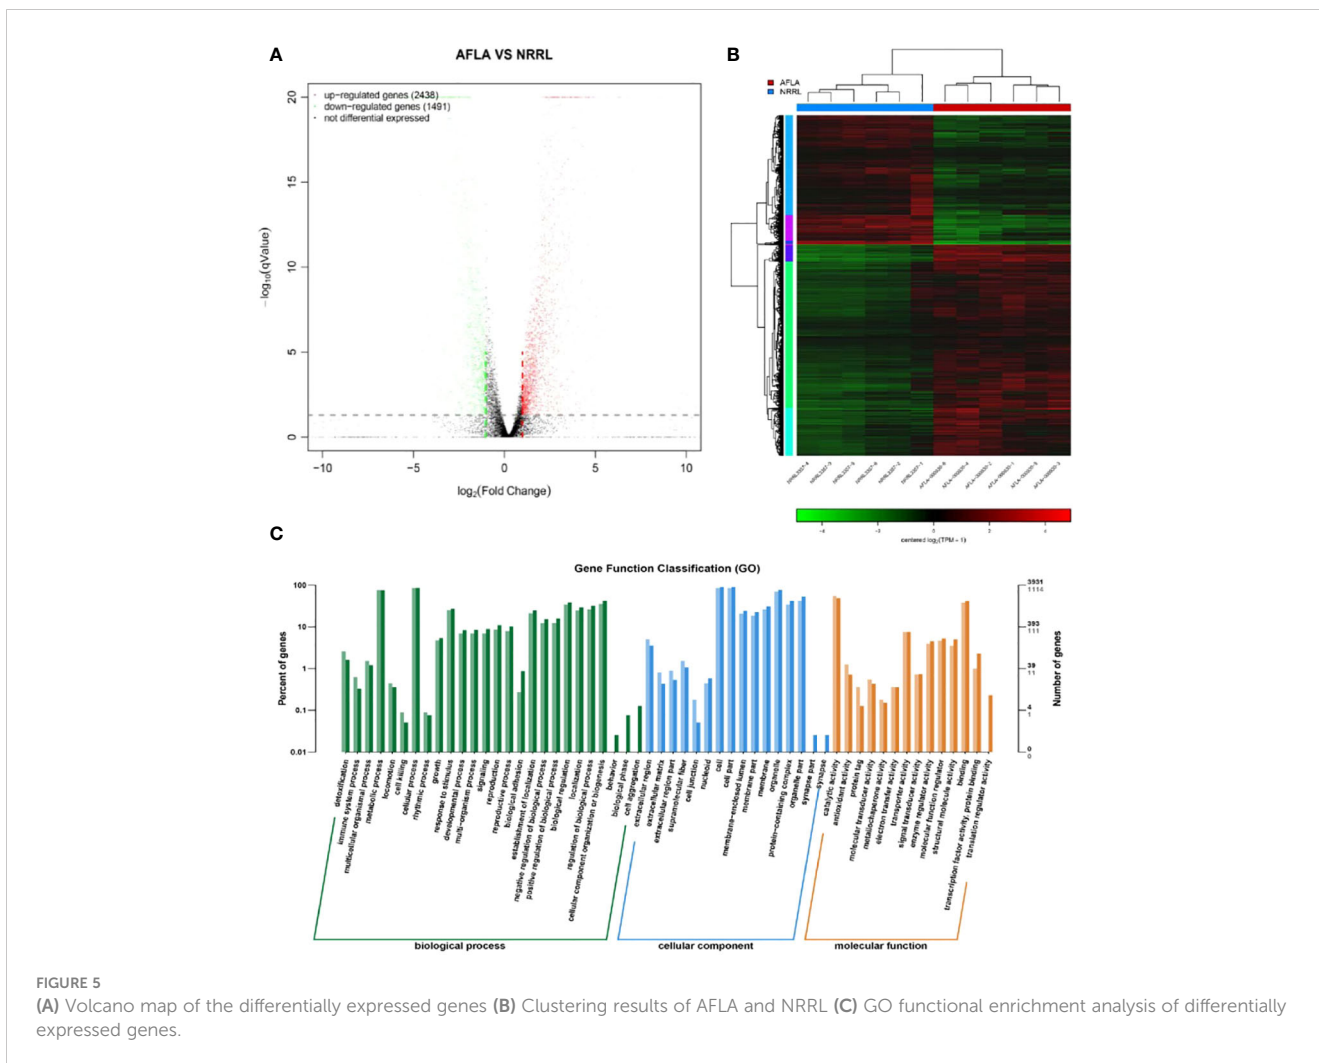 A
AFLA VS NRRL
up-regulated genes (2438)
down-regulated genes (1491)
not differential expressed
−log10(qValue)
20
15
10
5
0
−10
−5
0
5
10
log2(Fold Change)
B
AFLA
NRRL
centered log2(TPM + 1)
C
Gene Function Classification (GO)
Percent of genes
100
10
1
0.1
0.01
Number of genes
3931
1114
393
111
39
11
4
1
0
0
detoxification
immune system process
multicellular organismal process
metabolic process
locomotion
cell killing
cellular process
rhythmic process
growth
response to stimulus
developmental process
multi-organism process
signaling
reproduction
reproductive process
biological adhesion
establishment of localization
negative regulation of biological process
positive regulation of biological process
biological regulation
localization
regulation of biological process
cellular component organization or biogenesis
behavior
biological phase
cell aggregation
extracellular region
extracellular matrix
extracellular region part
supramolecular fiber
cell junction
nucleoid
cell
cell part
membrane-enclosed lumen
membrane part
membrane
organelle
protein-containing complex
organelle part
synapse part
synapse
catalytic activity
antioxidant activity
protein tag
molecular transducer activity
metallochaperone activity
electron transfer activity
transporter activity
signal transducer activity
enzyme regulator activity
molecular function regulator
structural molecule activity
binding
transcription factor activity, protein binding
translation regulator activity
biological process
cellular component
molecular function
FIGURE 5
(A) Volcano map of the differentially expressed genes (B) Clustering results of AFLA and NRRL (C) GO functional enrichment analysis of differentially
expressed genes.